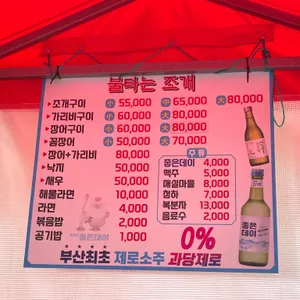 불타는 조개
▸조개구이 小 55,000 中 65,000 大 80,000
▸가리비구이 小 60,000 大 80,000
▸장어구이 小 60,000 大 80,000
▸꼼장어 小 50,000 大 70,000
▸장어+가리비 80,000
▸낙지 50,000
▸새우 50,000
해물라면 10,000
라면 4,000
볶음밥 2,000
공기밥 1,000
주류
좋은데이 4,000
맥주 5,000
매실마을 8,000
청하 7,000
복분자 13,000
음료수 2,000
좋은데이
0%
부산최초 제로소주 과당제로